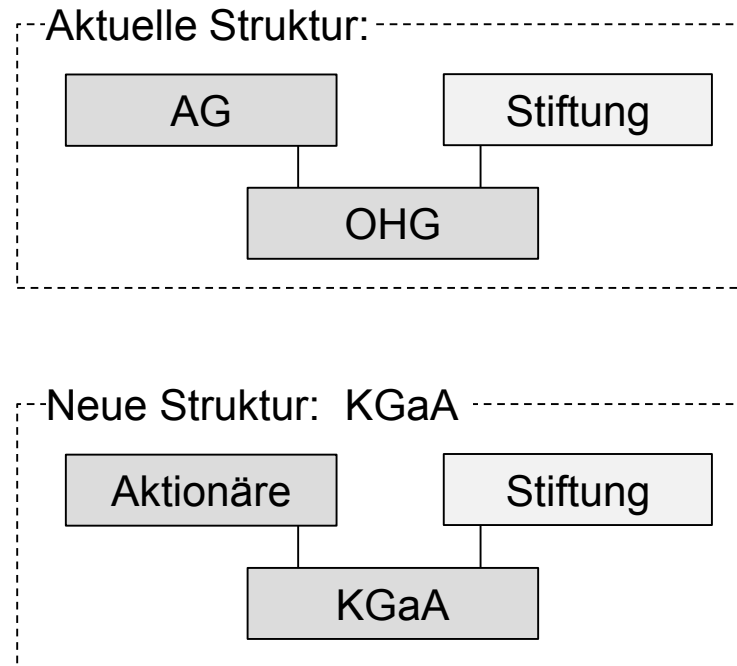 Aktuelle Struktur:
AG
Stiftung
OHG
Neue Struktur: KGaA
Aktionäre
Stiftung
KGaA